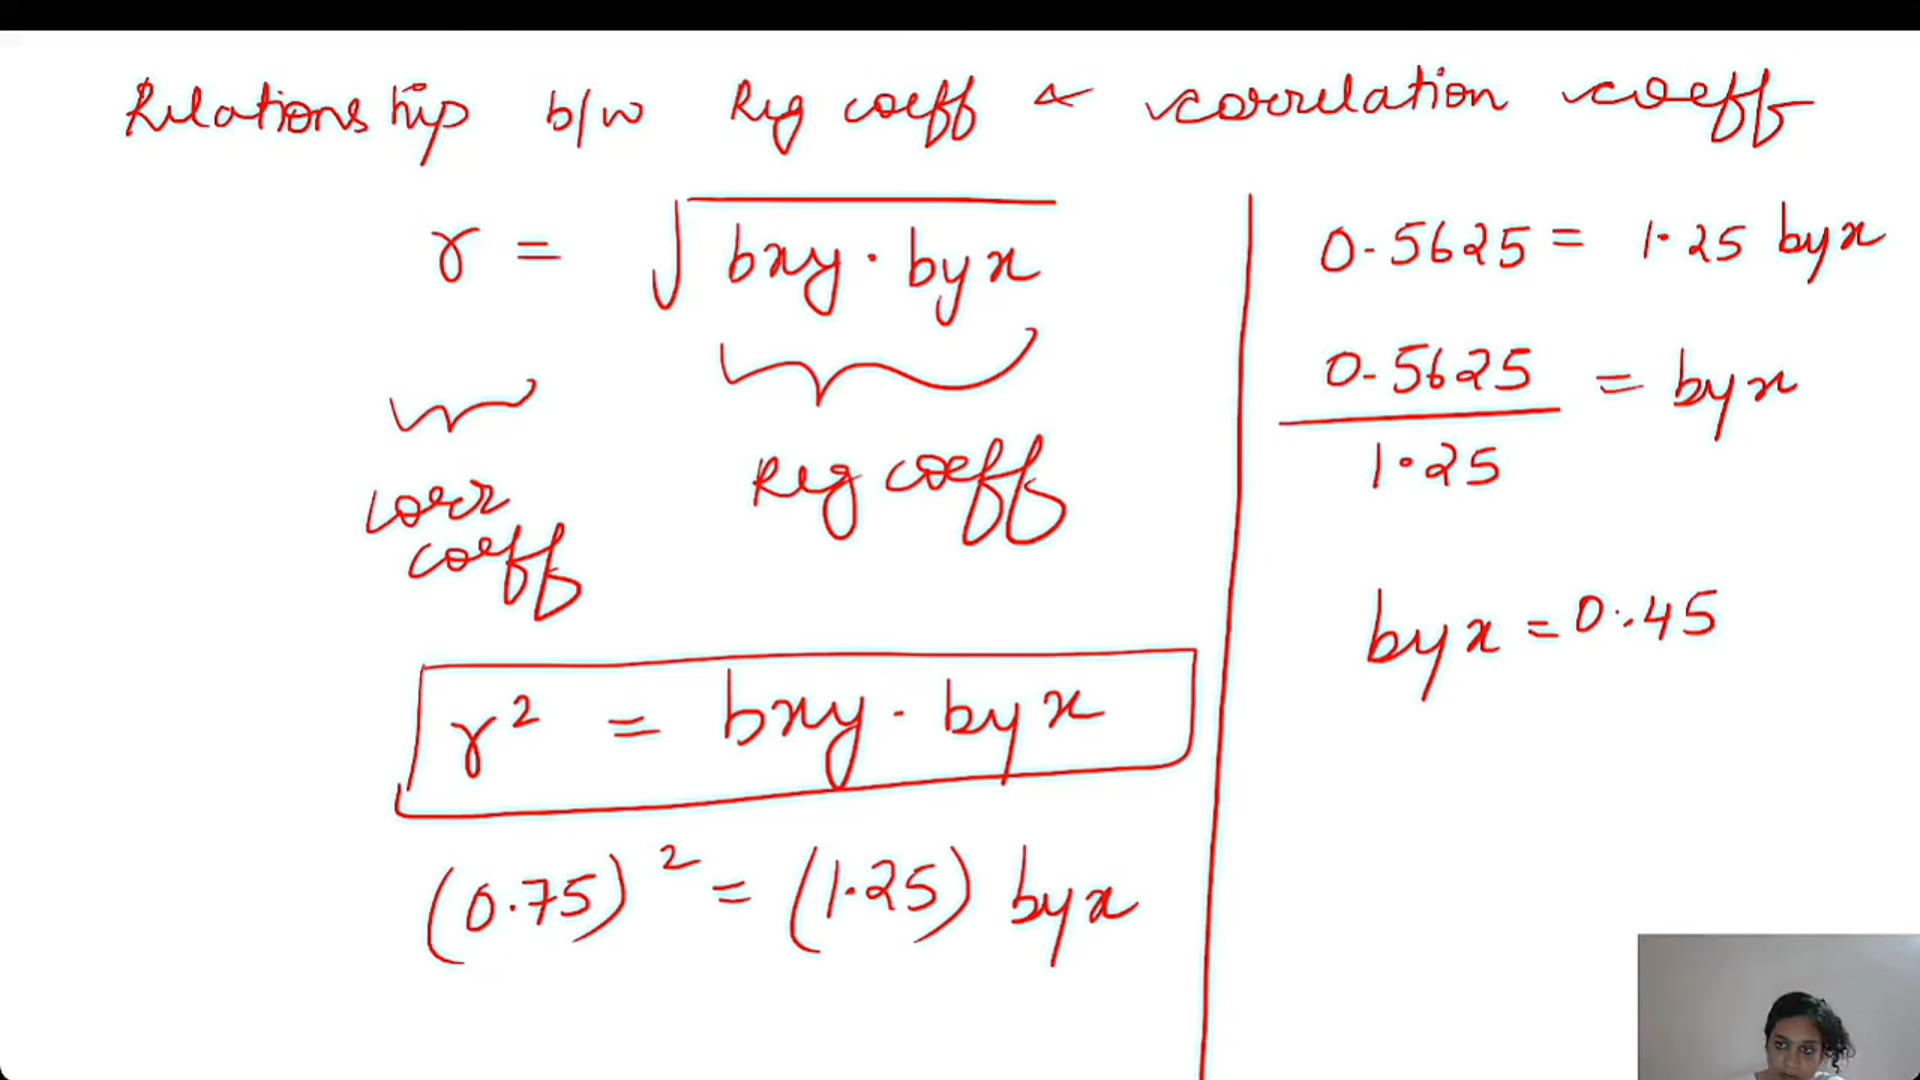 Relationship b/w Reg coeff & correlation coeff
r = √bxy · byx
corr
coeff
Reg coeff
r² = bxy · byx
(0.75)² = (1.25) byx
0.5625 = 1.25 byx
0.5625
1.25
= byx
byx = 0.45